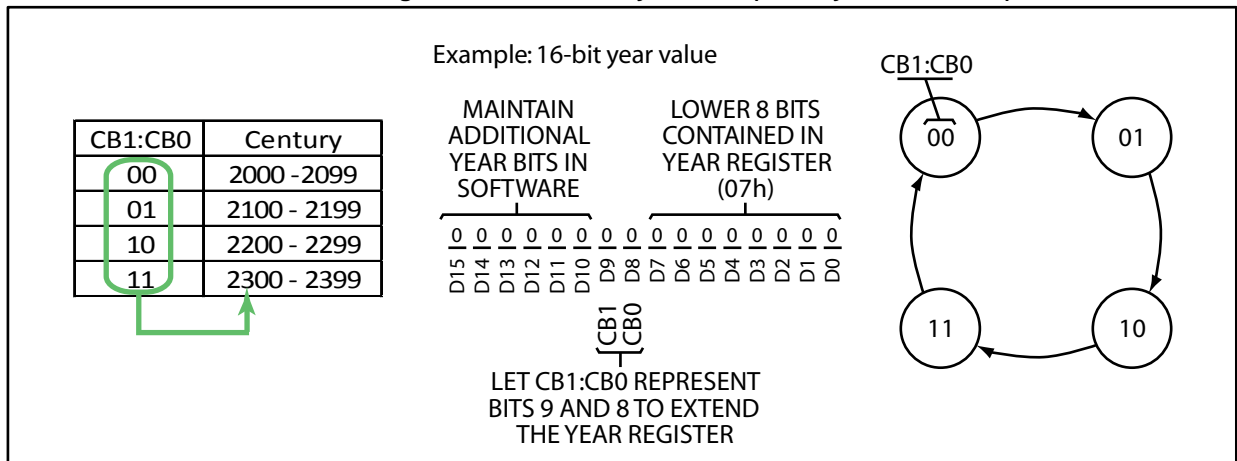 Example: 16-bit year value
CB1:CB0 Century
00 2000 -2099
01 2100 - 2199
10 2200 - 2299
11 2300 - 2399
MAINTAIN
ADDITIONAL
YEAR BITS IN
SOFTWARE
LOWER 8 BITS
CONTAINED IN
YEAR REGISTER
(07h)
0 0 0 0 0 0 0 0 0 0 0 0 0 0 0 0
D15 D14 D13 D12 D11 D10 D9 D8 D7 D6 D5 D4 D3 D2 D1 D0
CB1
CB0
LET CB1:CB0 REPRESENT
BITS 9 AND 8 TO EXTEND
THE YEAR REGISTER
CB1:CB0
00
01
11
10